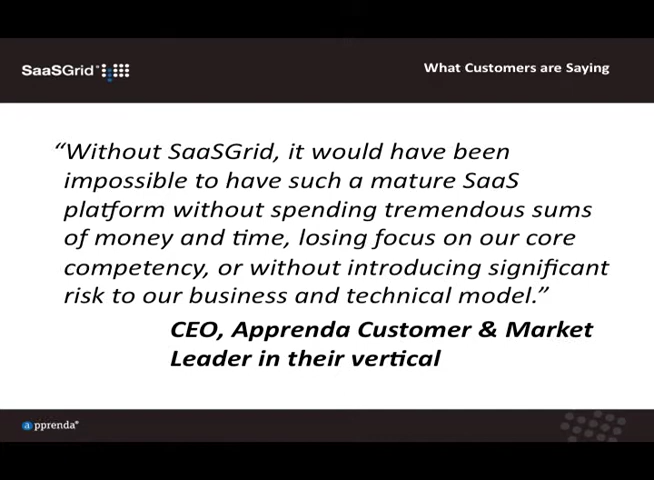 SaaSGrid
What Customers are Saying
“Without SaaSGrid, it would have been
impossible to have such a mature SaaS
platform without spending tremendous sums
of money and time, losing focus on our core
competency, or without introducing significant
risk to our business and technical model.”
CEO, Apprenda Customer & Market
Leader in their vertical
apprenda